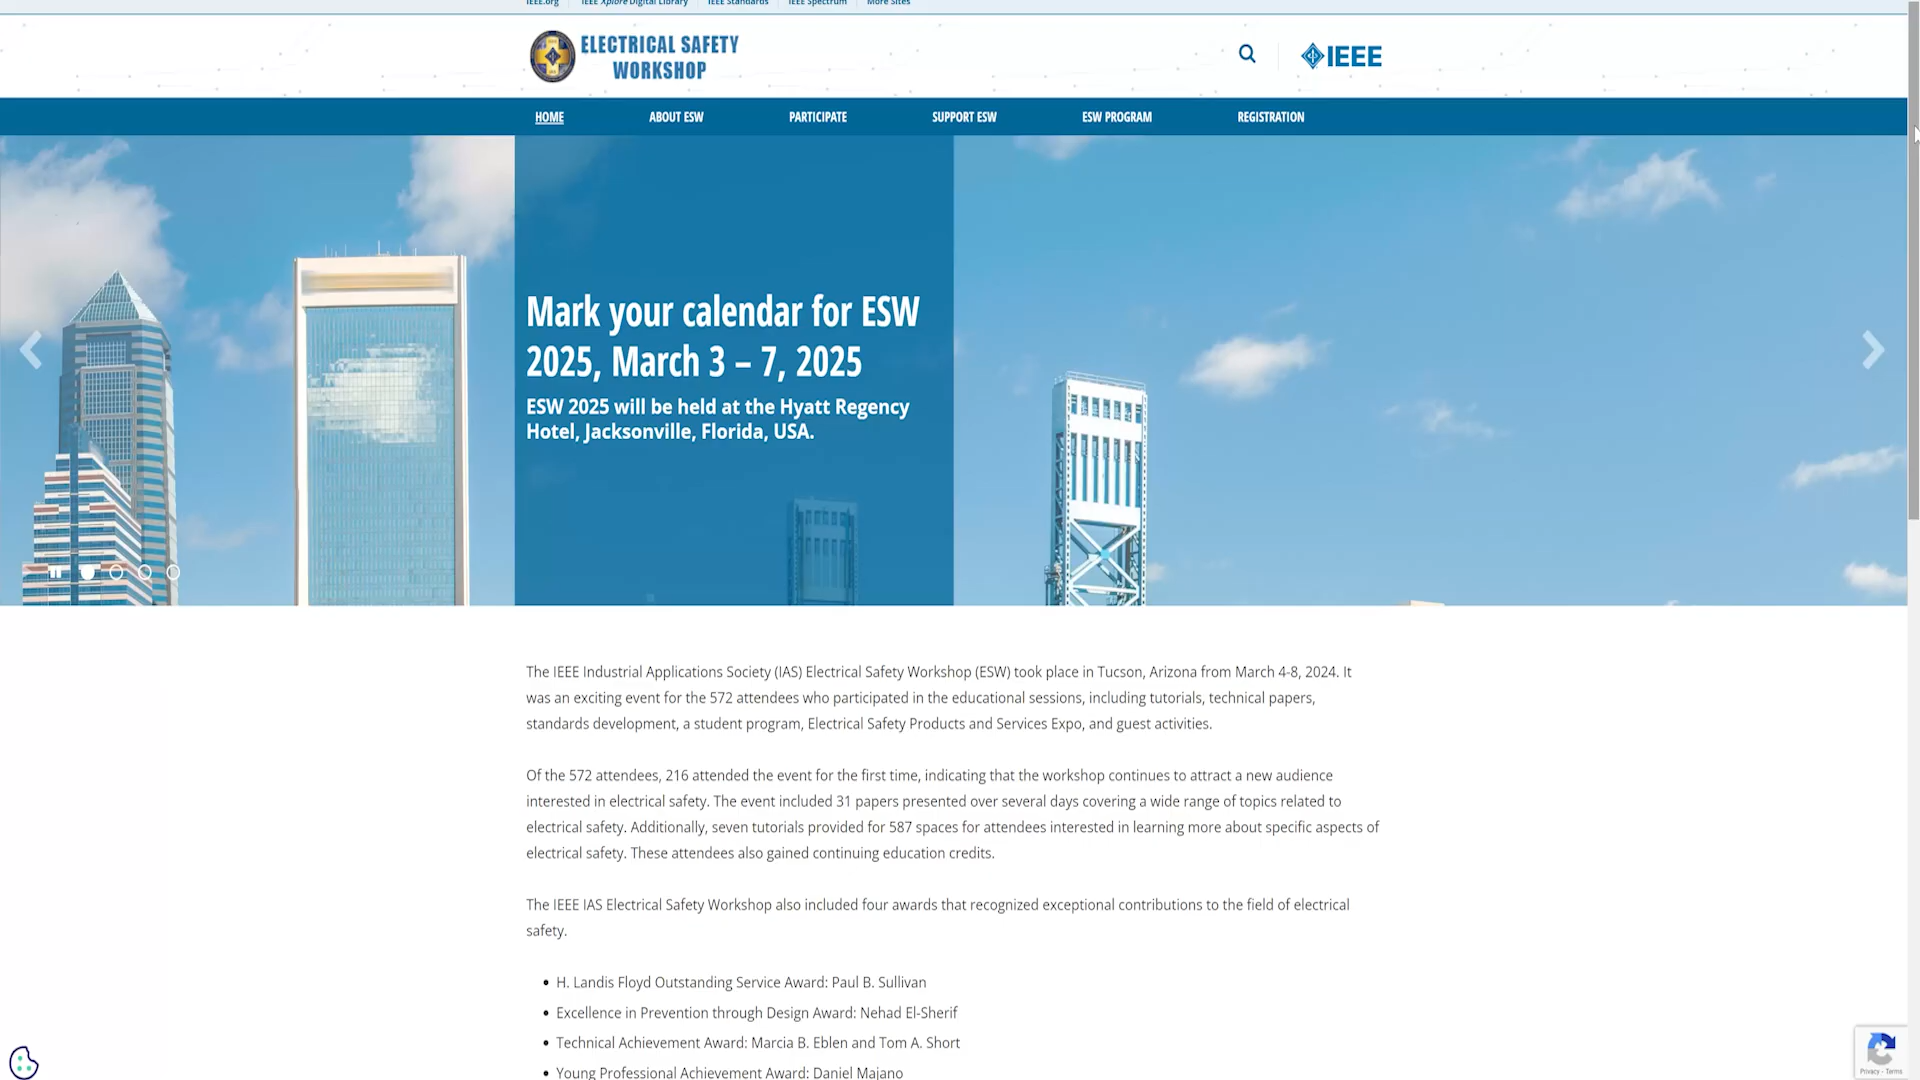 IEEE.org IEEE Xplore Digital Library IEEE Standards IEEE Spectrum More Sites
ELECTRICAL SAFETY
WORKSHOP
IEEE
HOME ABOUT ESW PARTICIPATE SUPPORT ESW ESW PROGRAM REGISTRATION
Mark your calendar for ESW
2025, March 3 – 7, 2025
ESW 2025 will be held at the Hyatt Regency
Hotel, Jacksonville, Florida, USA.
The IEEE Industrial Applications Society (IAS) Electrical Safety Workshop (ESW) took place in Tucson, Arizona from March 4-8, 2024. It
was an exciting event for the 572 attendees who participated in the educational sessions, including tutorials, technical papers,
standards development, a student program, Electrical Safety Products and Services Expo, and guest activities.
Of the 572 attendees, 216 attended the event for the first time, indicating that the workshop continues to attract a new audience
interested in electrical safety. The event included 31 papers presented over several days covering a wide range of topics related to
electrical safety. Additionally, seven tutorials provided for 587 spaces for attendees interested in learning more about specific aspects of
electrical safety. These attendees also gained continuing education credits.
The IEEE IAS Electrical Safety Workshop also included four awards that recognized exceptional contributions to the field of electrical
safety.
• H. Landis Floyd Outstanding Service Award: Paul B. Sullivan
• Excellence in Prevention through Design Award: Nehad El-Sherif
• Technical Achievement Award: Marcia B. Eblen and Tom A. Short
• Young Professional Achievement Award: Daniel Majano
Privacy - Terms